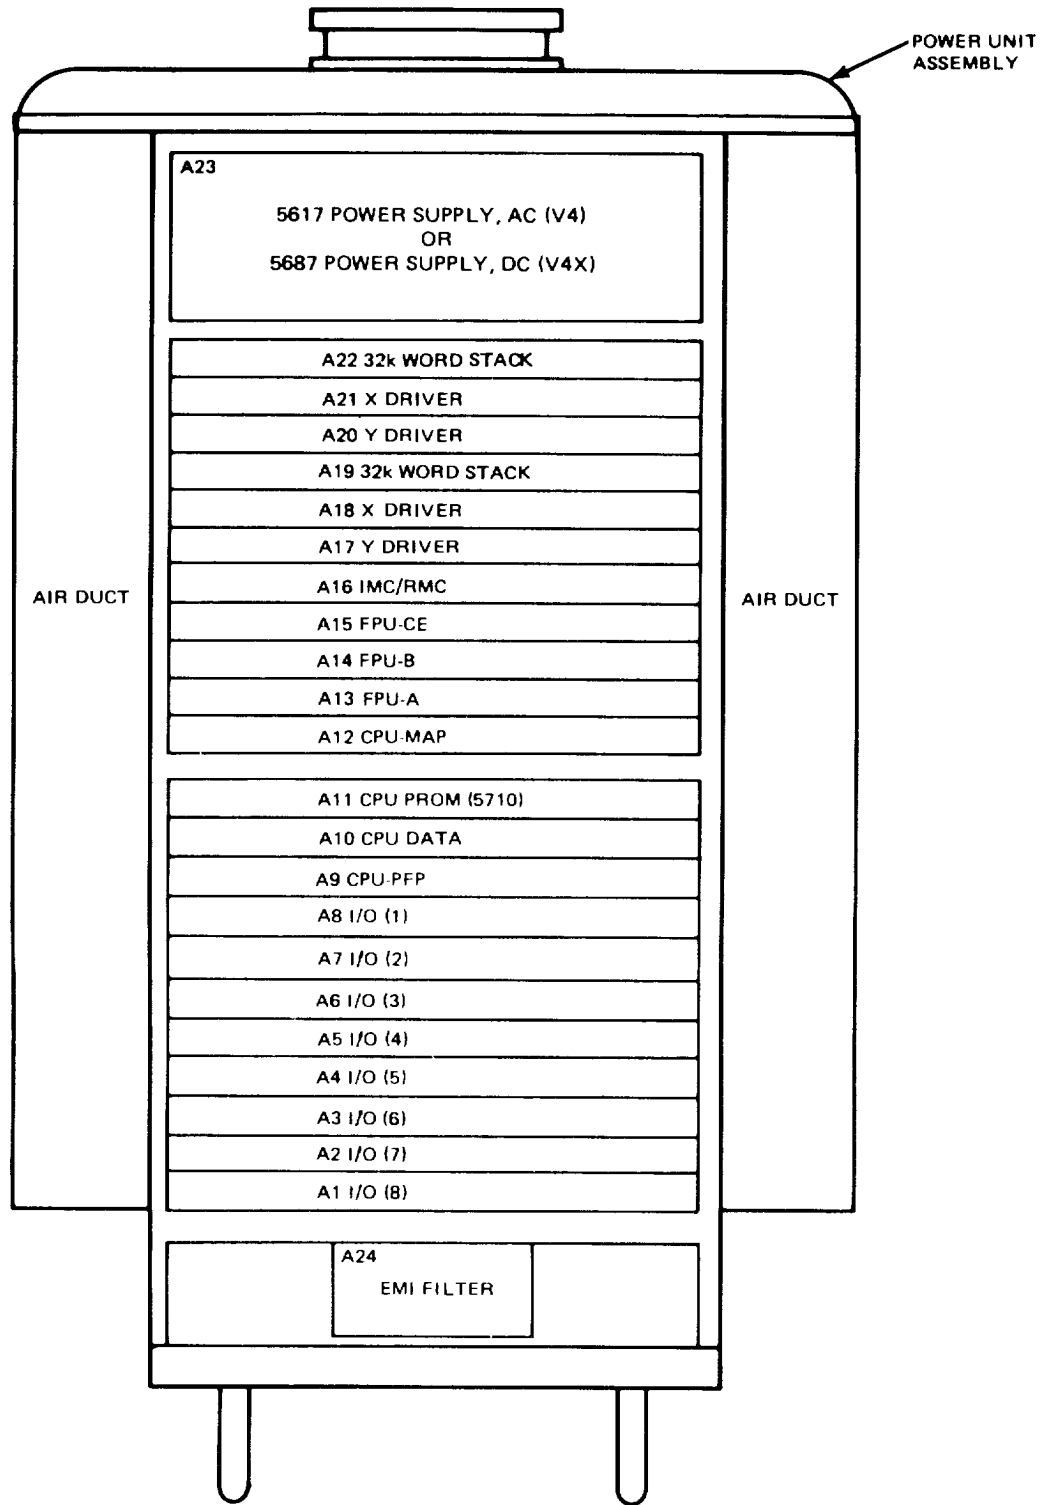 POWER UNIT
ASSEMBLY
A23
5617 POWER SUPPLY, AC (V4)
OR
5687 POWER SUPPLY, DC (V4X)
A22 32k WORD STACK
A21 X DRIVER
A20 Y DRIVER
A19 32k WORD STACK
A18 X DRIVER
A17 Y DRIVER
A16 IMC/RMC
AIR DUCT
AIR DUCT
A15 FPU-CE
A14 FPU-B
A13 FPU-A
A12 CPU-MAP
A11 CPU PROM (5710)
A10 CPU DATA
A9 CPU-PFP
A8 I/O (1)
A7 I/O (2)
A6 I/O (3)
A5 I/O (4)
A4 I/O (5)
A3 I/O (6)
A2 I/O (7)
A1 I/O (8)
A24
EMI FILTER